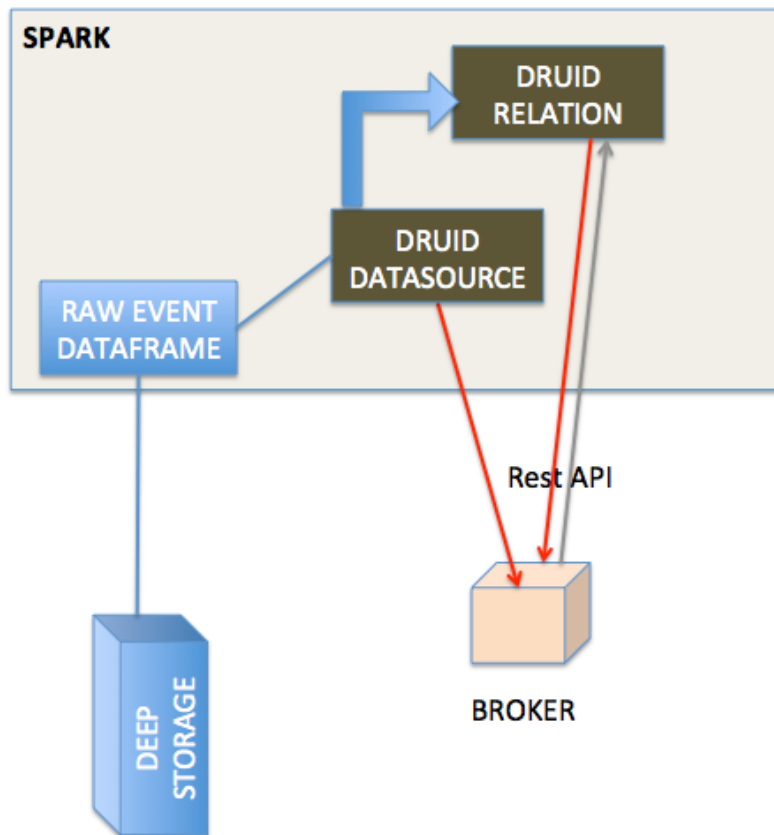 SPARK
DRUID
RELATION
DRUID
DATASOURCE
RAW EVENT
DATAFRAME
Rest API
BROKER
DEEP
STORAGE